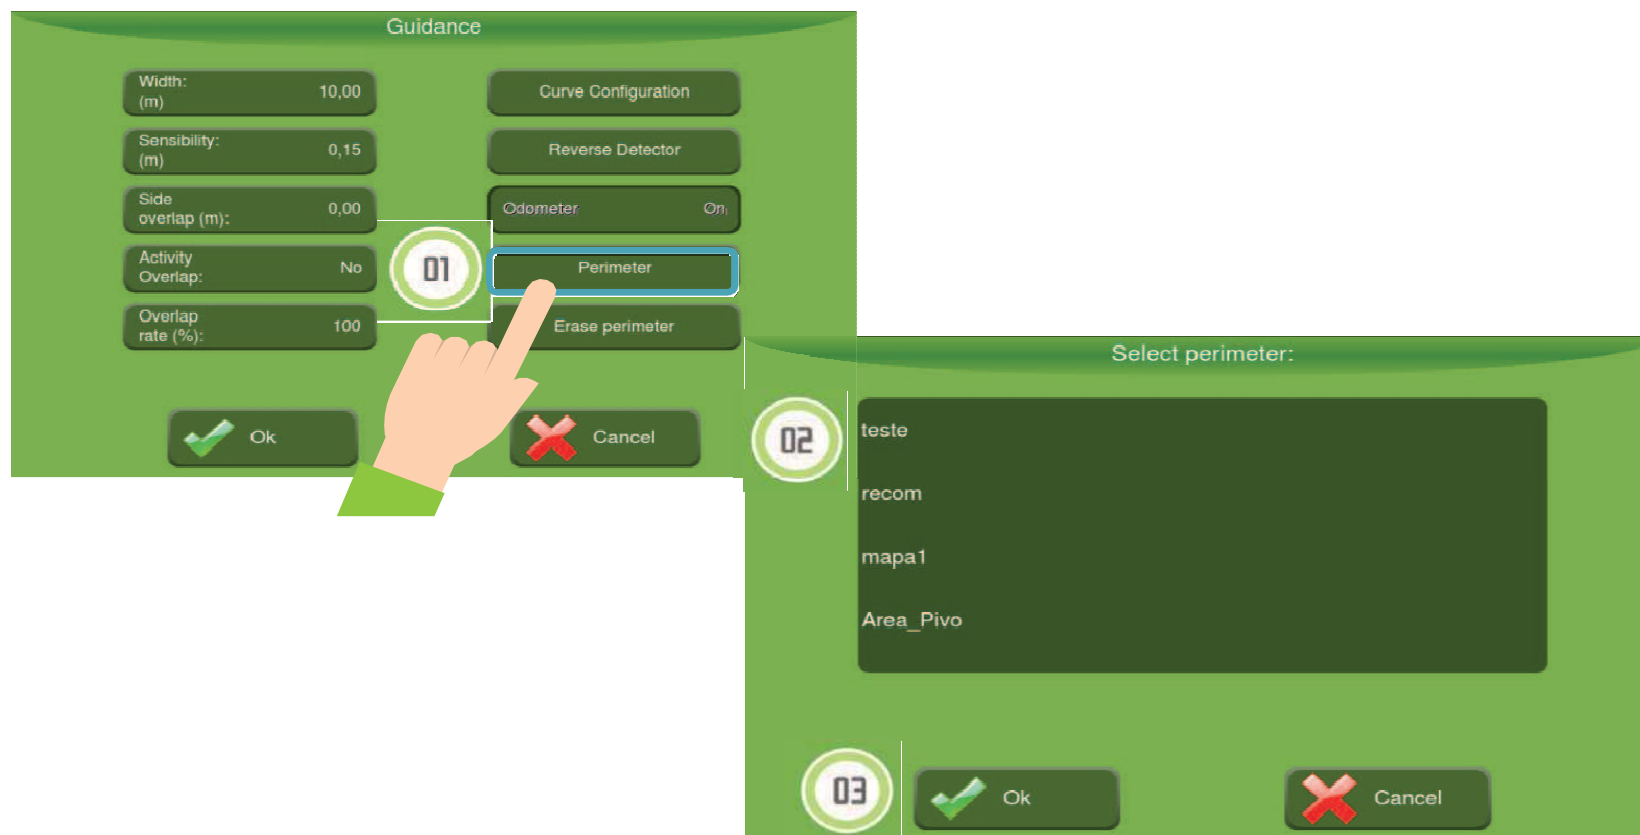 Guidance
Width:
(m)
10,00
Sensibility:
(m)
0,15
Side
overlap (m):
0,00
Activity
Overlap:
No
Overlap
rate (%):
100
Curve Configuration
Reverse Detector
Odometer
On
01
Perimeter
Erase perimeter
Ok
Cancel
Select perimeter:
02
teste
recom
mapa1
Area_Pivo
03
Ok
Cancel